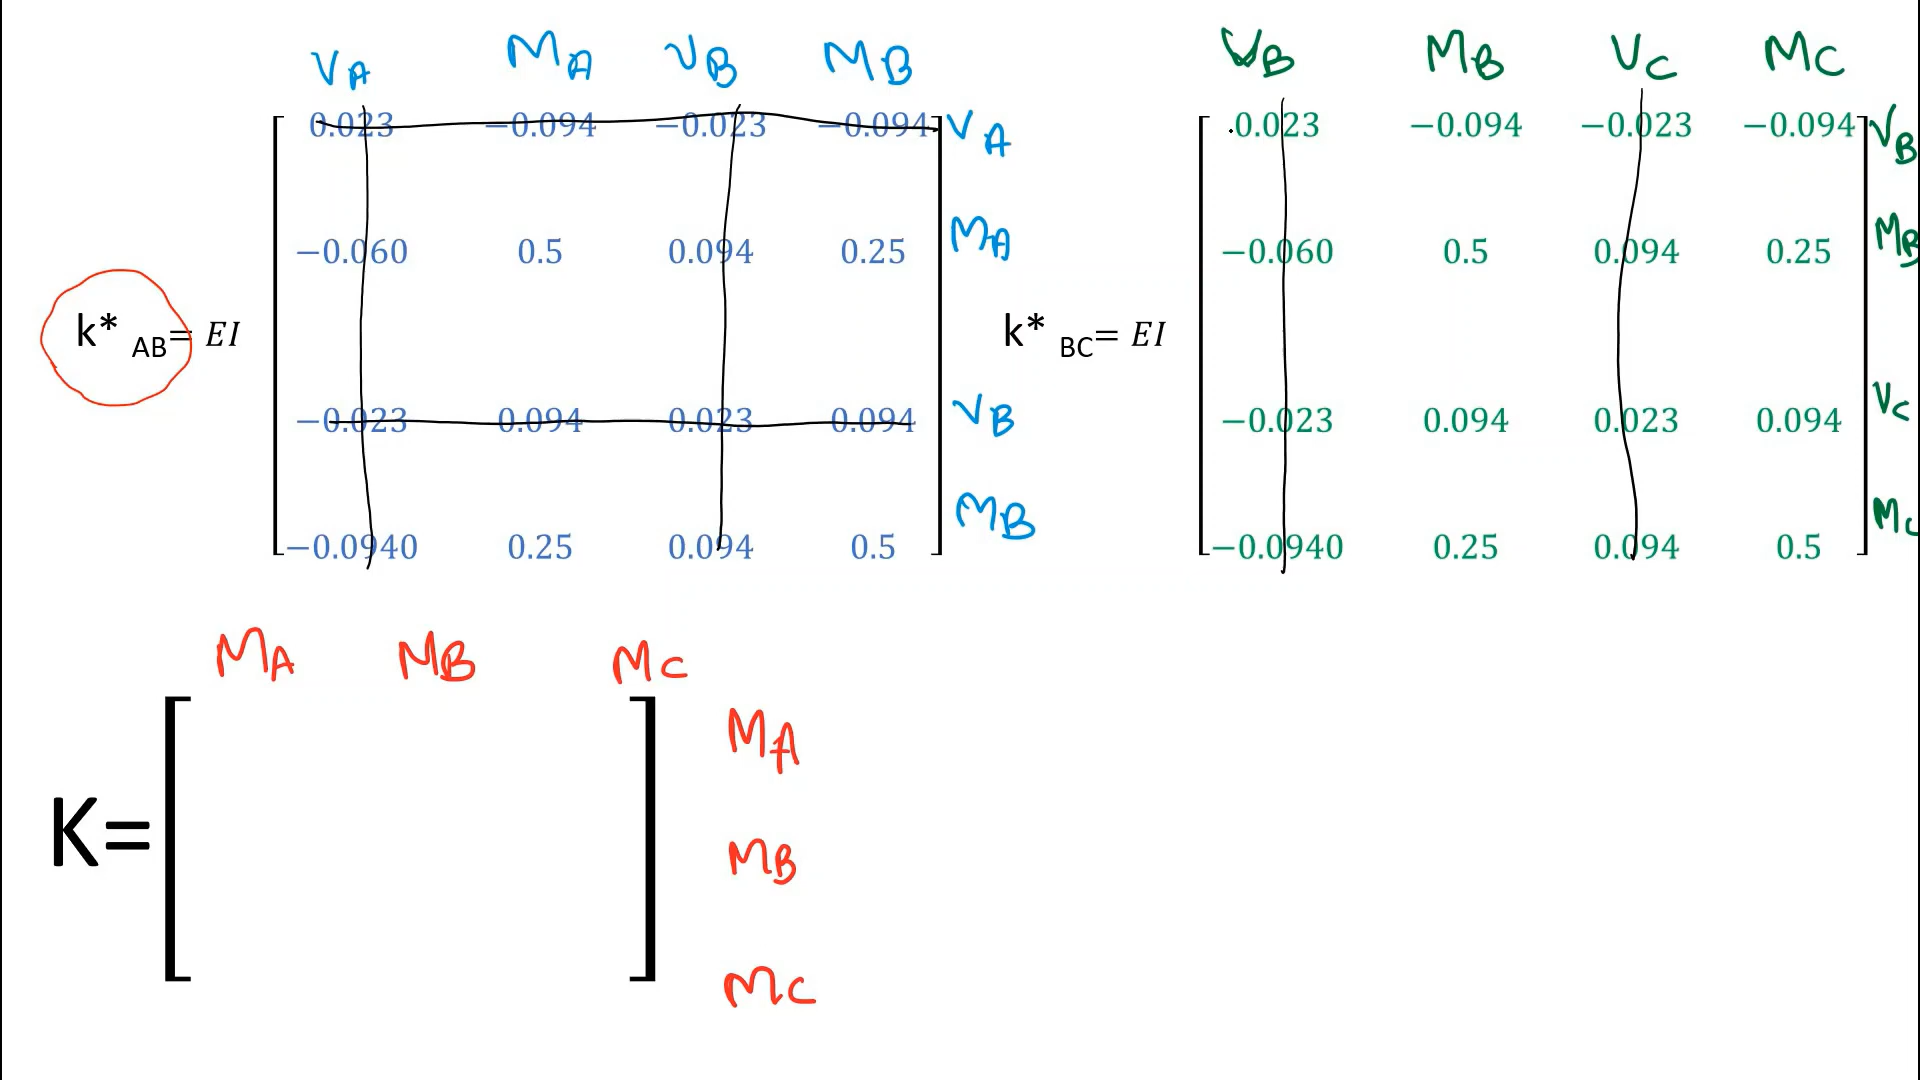 VA MA VB MB VB MB VC MC
0.023 −0.094 −0.023 −0.094 VA 0.023 −0.094 −0.023 −0.094 VB
−0.060 0.5 0.094 0.25 MA −0.060 0.5 0.094 0.25 MB
k* AB= EI k* BC= EI
−0.023 0.094 0.023 0.094 VB −0.023 0.094 0.023 0.094 VC
−0.0940 0.25 0.094 0.5 MB −0.0940 0.25 0.094 0.5 MC
MA MB MC
MA
K= MB
MC